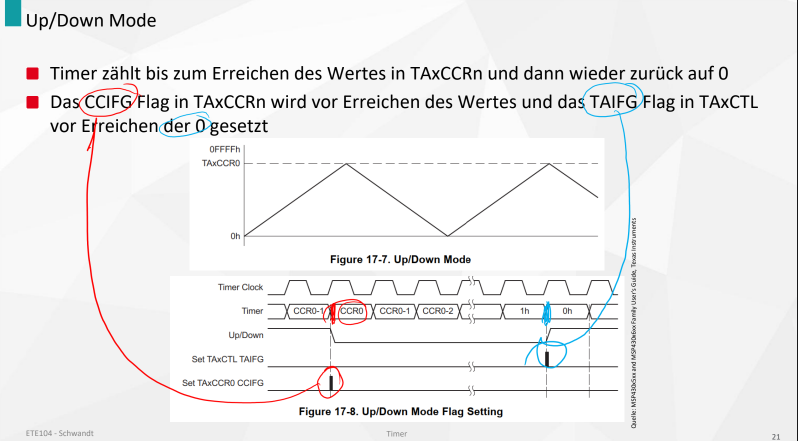 Up/Down Mode
Timer zählt bis zum Erreichen des Wertes in TAxCCRn und dann wieder zurück auf 0
Das CCIFG Flag in TAxCCRn wird vor Erreichen des Wertes und das TAIFG Flag in TAxCTL
vor Erreichen der 0 gesetzt
0FFFFh
TAxCCR0
0h
Figure 17-7. Up/Down Mode
Timer Clock
Timer
CCR0-1 CCR0 CCR0-1 CCR0-2 1h 0h
Up/Down
Set TAxCTL TAIFG
Set TAxCCR0 CCIFG
Figure 17-8. Up/Down Mode Flag Setting
Quelle: MSP430x5xx and MSP430x6xx Family User's Guide, Texas Instruments
ETE104 - Schwandt
Timer
21